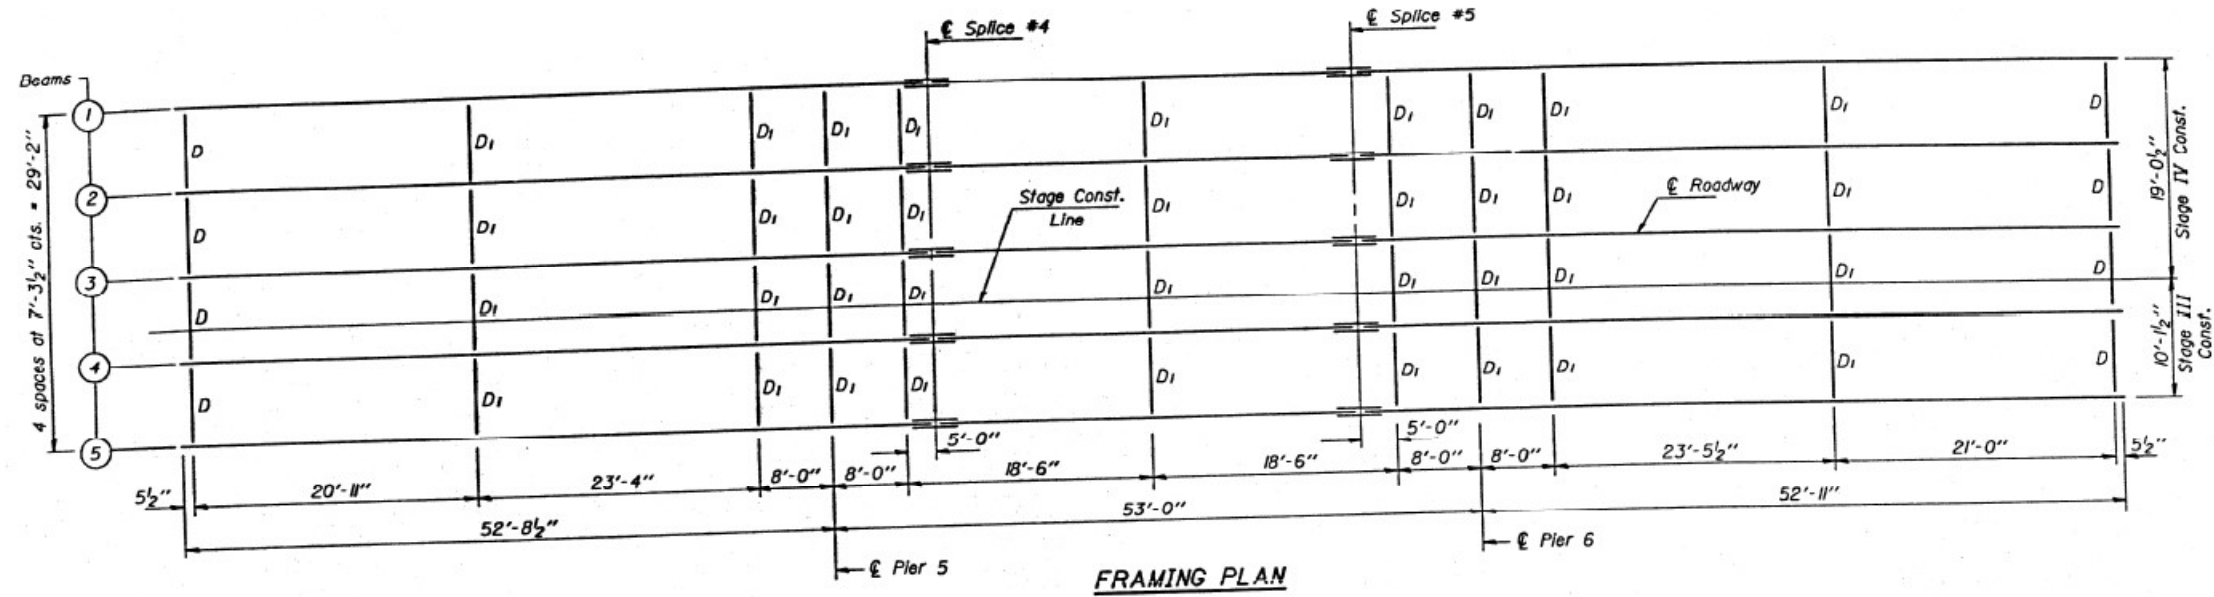 ℄ Splice #4
℄ Splice #5
Beams
1
2
3
4
5
4 spaces at 7'-3½" cts. = 29'-2"
D
D1
D1
D1
D1
D1
D1
D1
D1
D1
D
D
D1
D1
D1
D1
D1
D1
D1
D1
D1
D
D
D1
D1
D1
D1
D1
D1
D1
D1
D1
D
D
D1
D1
D1
D1
D1
D1
D1
D1
D1
D
Stage Const.
Line
℄ Roadway
19'-0½"
Stage IV Const.
10'-1½"
Stage III
Const.
5'-0"
5'-0"
5½"
20'-11"
23'-4"
8'-0"
8'-0"
18'-6"
18'-6"
8'-0"
8'-0"
23'-5½"
21'-0"
5½"
52'-8½"
53'-0"
52'-11"
℄ Pier 5
℄ Pier 6
FRAMING PLAN